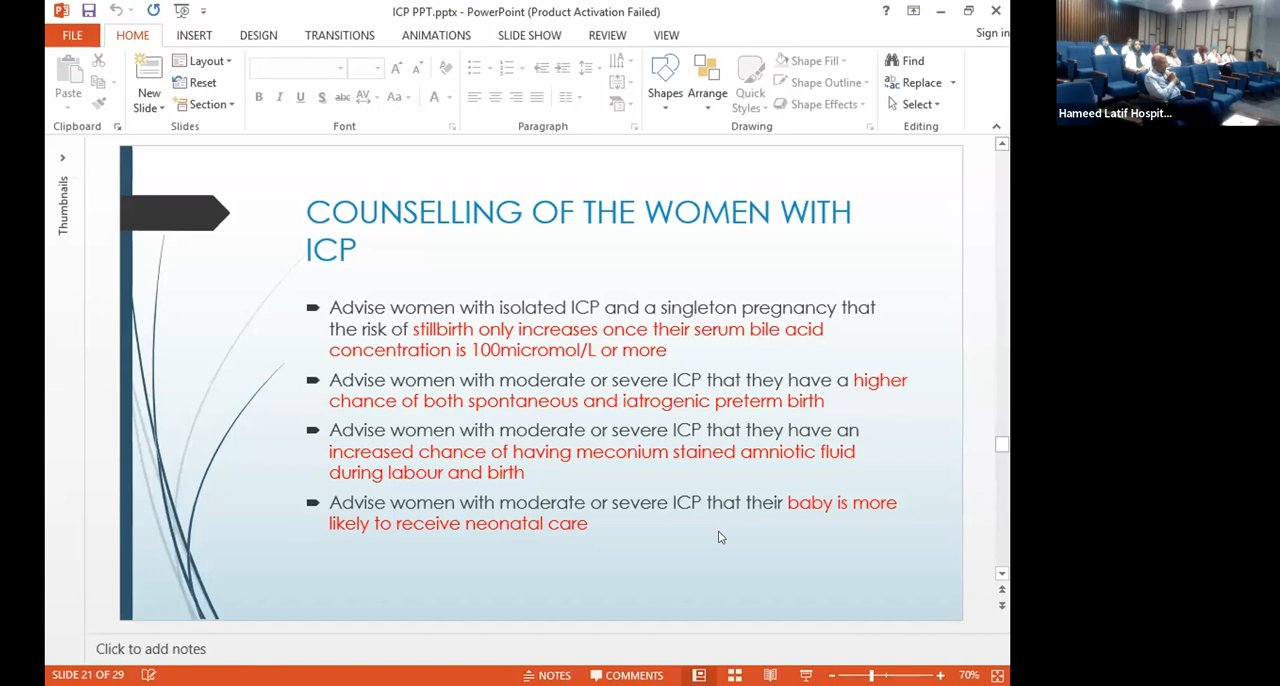 ICP PPT.pptx - PowerPoint (Product Activation Failed)
FILE HOME INSERT DESIGN TRANSITIONS ANIMATIONS SLIDE SHOW REVIEW VIEW Sign in
Paste
New
Slide
Layout
Reset
Section
B I U S abc AV Aa A
Shapes Arrange Quick
Styles
Shape Fill
Shape Outline
Shape Effects
Find
Replace
Select
Clipboard Slides Font Paragraph Drawing Editing
Hameed Latif Hospit...
Thumbnails
COUNSELLING OF THE WOMEN WITH
ICP
Advise women with isolated ICP and a singleton pregnancy that
the risk of stillbirth only increases once their serum bile acid
concentration is 100micromol/L or more
Advise women with moderate or severe ICP that they have a higher
chance of both spontaneous and iatrogenic preterm birth
Advise women with moderate or severe ICP that they have an
increased chance of having meconium stained amniotic fluid
during labour and birth
Advise women with moderate or severe ICP that their baby is more
likely to receive neonatal care
Click to add notes
SLIDE 21 OF 29 NOTES COMMENTS 70%